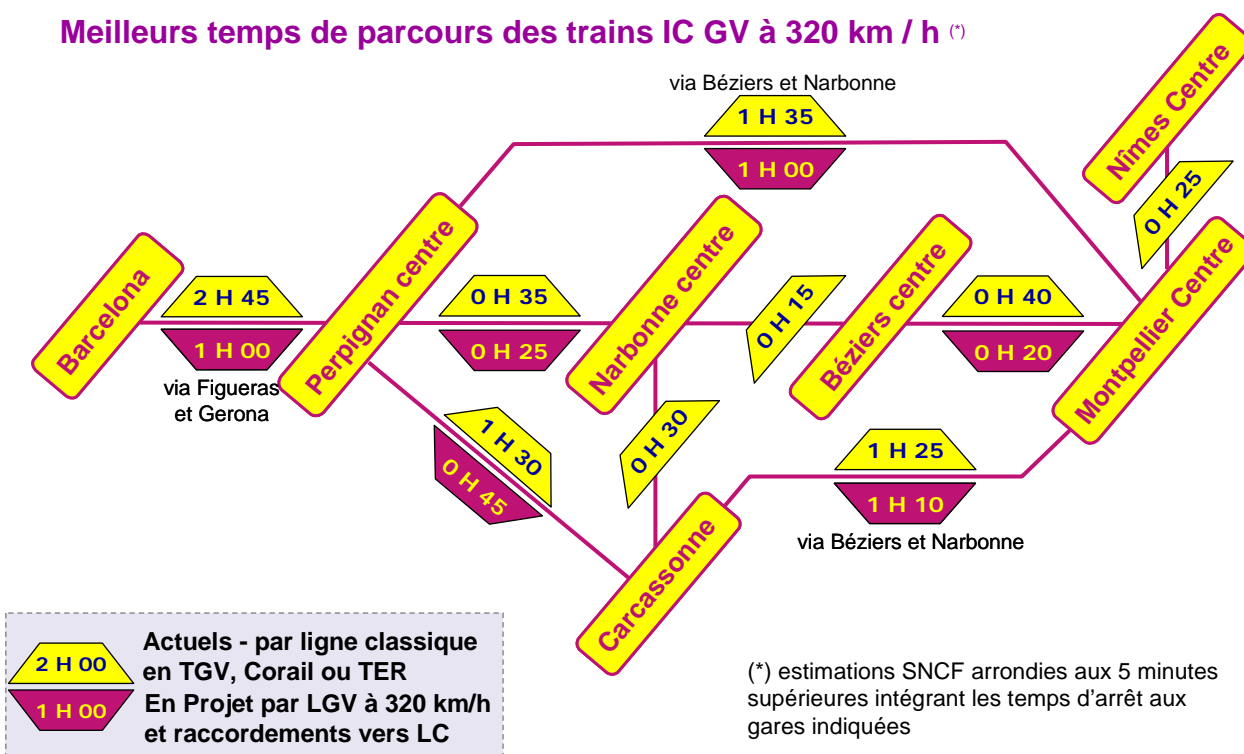 Meilleurs temps de parcours des trains IC GV à 320 km / h (*)
via Béziers et Narbonne
1 H 35
1 H 00
Nîmes Centre
0 H 25
Barcelona
2 H 45
1 H 00
via Figueras
et Gerona
Perpignan centre
0 H 35
0 H 25
Narbonne centre
0 H 15
Béziers centre
0 H 40
0 H 20
Montpellier Centre
1 H 30
0 H 45
0 H 30
Carcassonne
1 H 25
1 H 10
via Béziers et Narbonne
2 H 00
Actuels - par ligne classique
en TGV, Corail ou TER
1 H 00
En Projet par LGV à 320 km/h
et raccordements vers LC
(*) estimations SNCF arrondies aux 5 minutes
supérieures intégrant les temps d’arrêt aux
gares indiquées